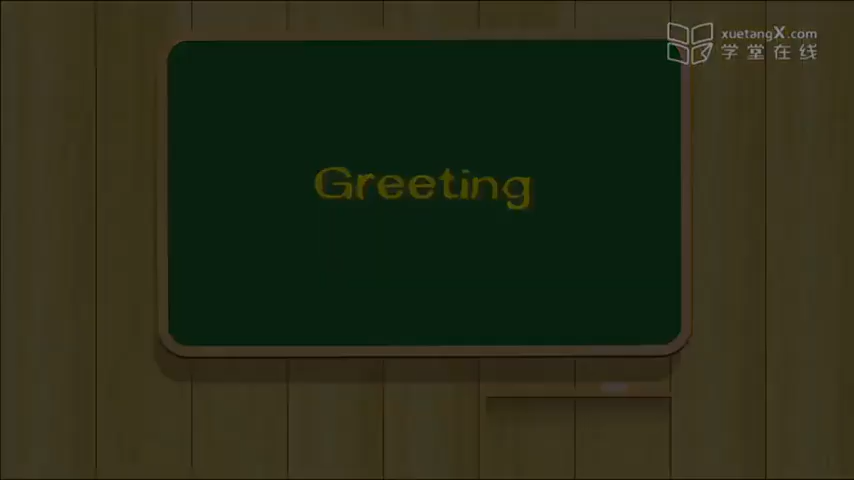 xuetangX.com
学堂在线
Greeting